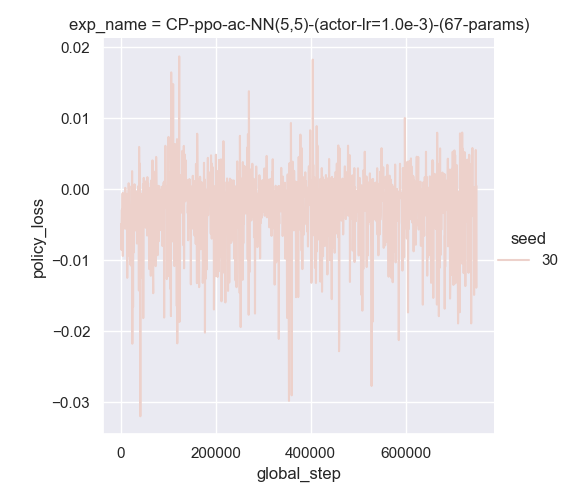 exp_name = CP-ppo-ac-NN(5,5)-(actor-lr=1.0e-3)-(67-params)
0.02
0.01
0.00
−0.01
−0.02
−0.03
policy_loss
0
200000
400000
600000
global_step
seed
30